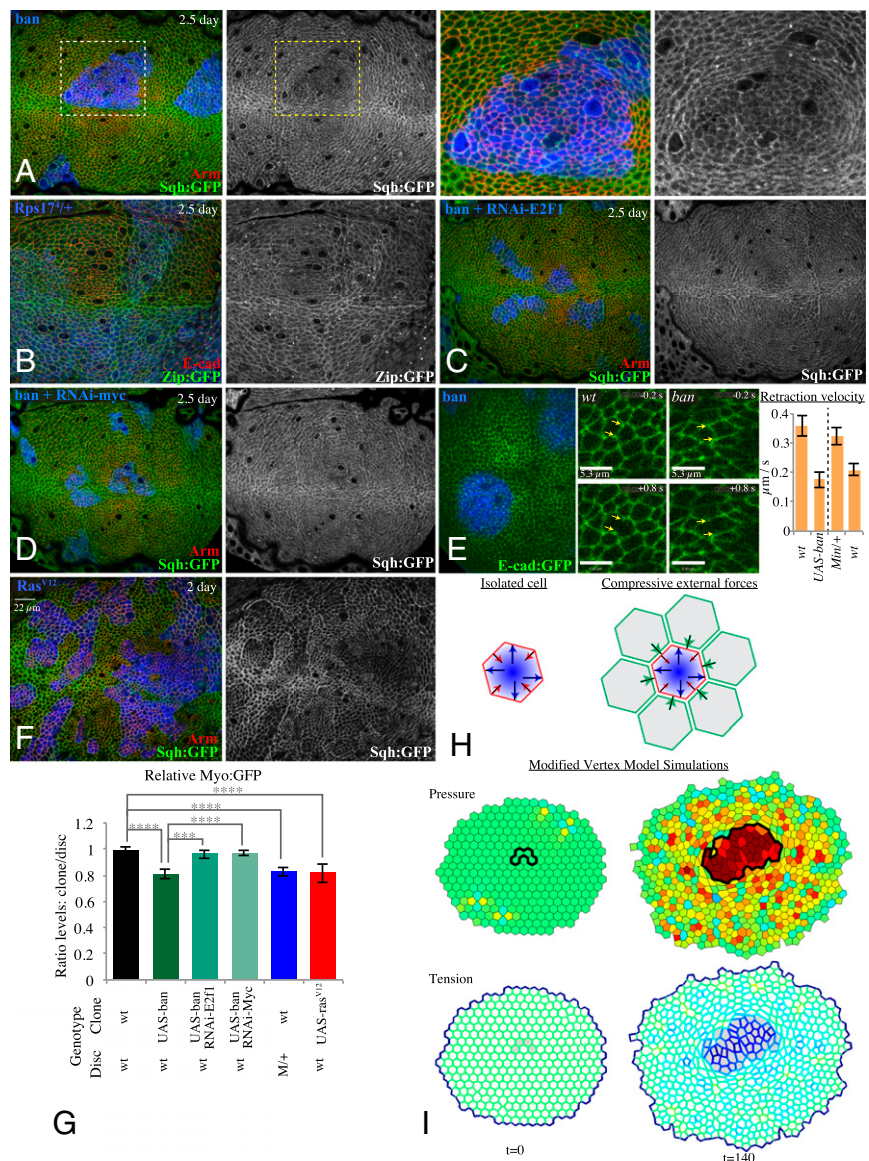 ban
2.5 day
Arm
Sqh:GFP
A
Sqh:GFP
Rps17⁴/+
2.5 day
E-cad
Zip:GFP
B
Zip:GFP
ban + RNAi-E2F1
2.5 day
Arm
Sqh:GFP
C
Sqh:GFP
ban + RNAi-myc
2.5 day
Arm
Sqh:GFP
D
Sqh:GFP
ban
E
E-cad:GFP
wt
-0.2 s
5.3 µm
ban
-0.2 s
5.3 µm
+0.8 s
+0.8 s
Retraction velocity
0.4
0.3
0.2
0.1
0
µm / s
wt
UAS-ban
Min/+
wt
Ras^V12
2 day
22 µm
Arm
Sqh:GFP
F
Sqh:GFP
Isolated cell
Compressive external forces
H
Relative Myo:GFP
****
****
****
****
***
1.2
1
0.8
0.6
0.4
0.2
0
Ratio levels: clone/disc
Genotype
Clone
wt
UAS-ban
UAS-ban
RNAi-E2f1
UAS-ban
RNAi-Myc
wt
UAS-ras^V12
Disc
wt
wt
wt
wt
M/+
wt
G
Modified Vertex Model Simulations
Pressure
Tension
I
t=0
t=140